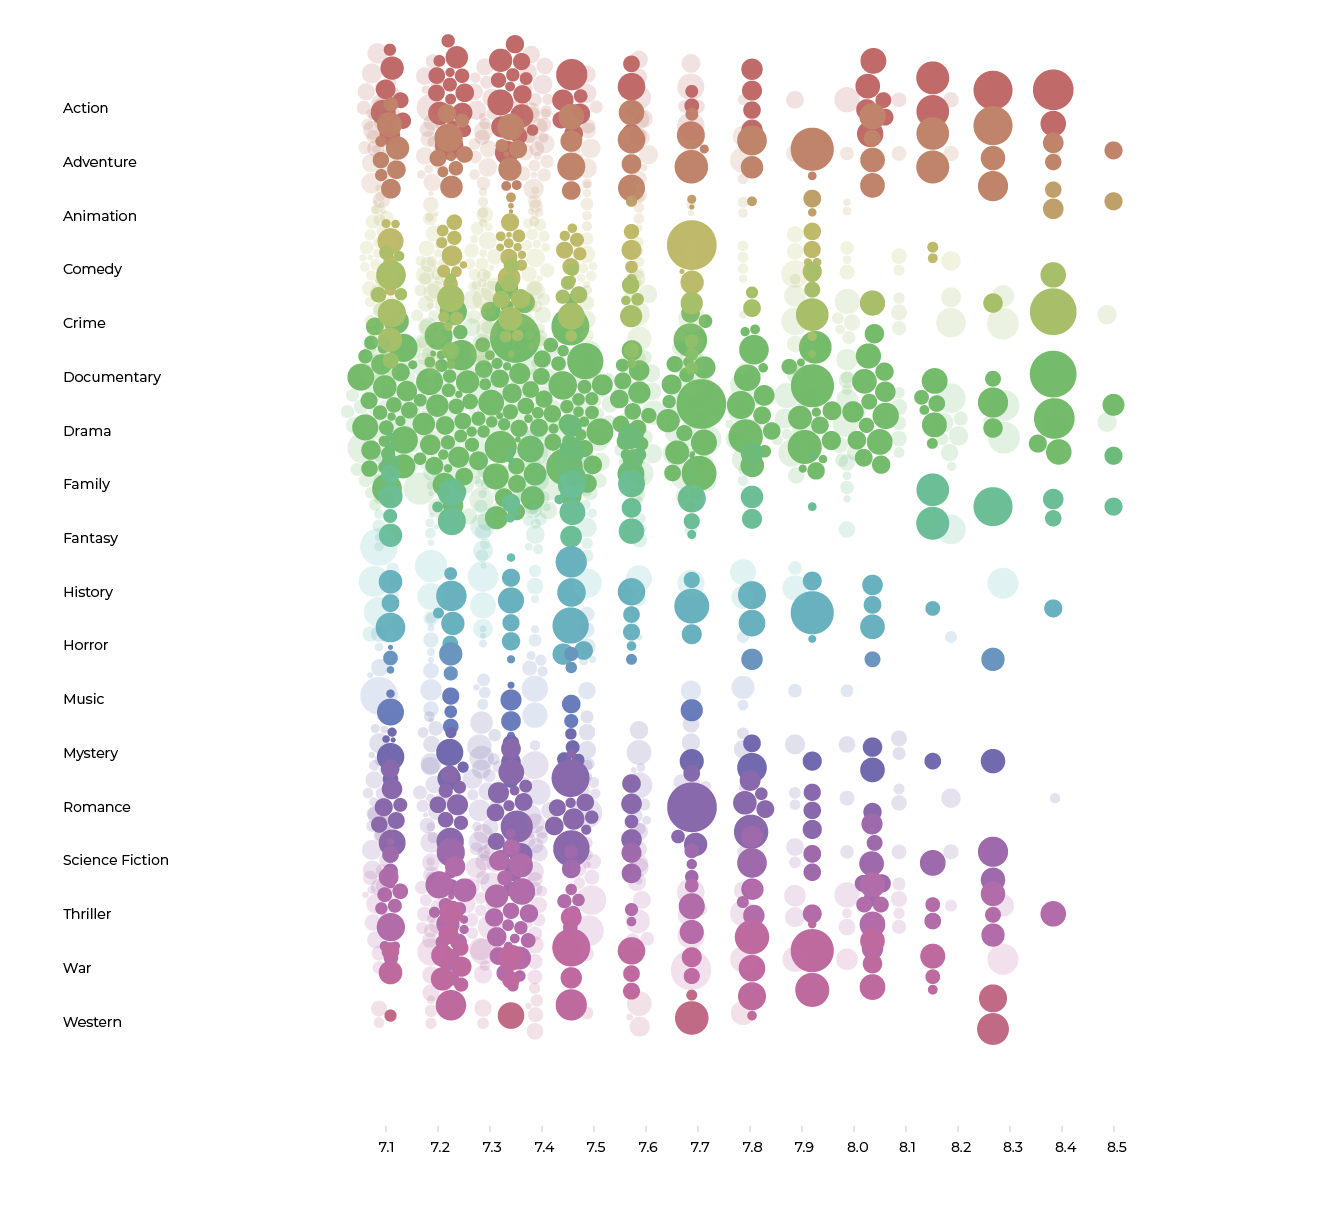 Action
Adventure
Animation
Comedy
Crime
Documentary
Drama
Family
Fantasy
History
Horror
Music
Mystery
Romance
Science Fiction
Thriller
War
Western
7.1 7.2 7.3 7.4 7.5 7.6 7.7 7.8 7.9 8.0 8.1 8.2 8.3 8.4 8.5